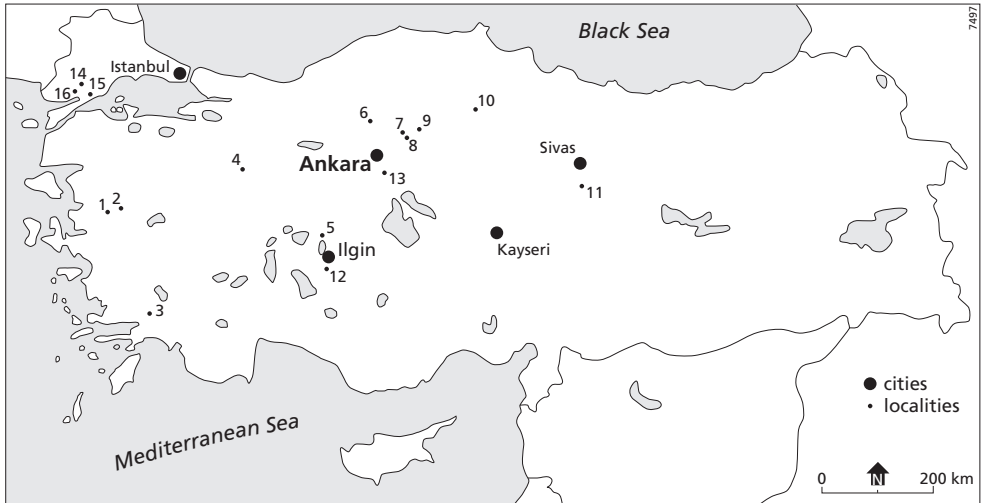 Black Sea
7497
Istanbul
14
15
16
6
7
9
8
10
Ankara
13
4
Sivas
11
1
2
5
Ilgin
12
Kayseri
3
cities
localities
Mediterranean Sea
N
0
200 km